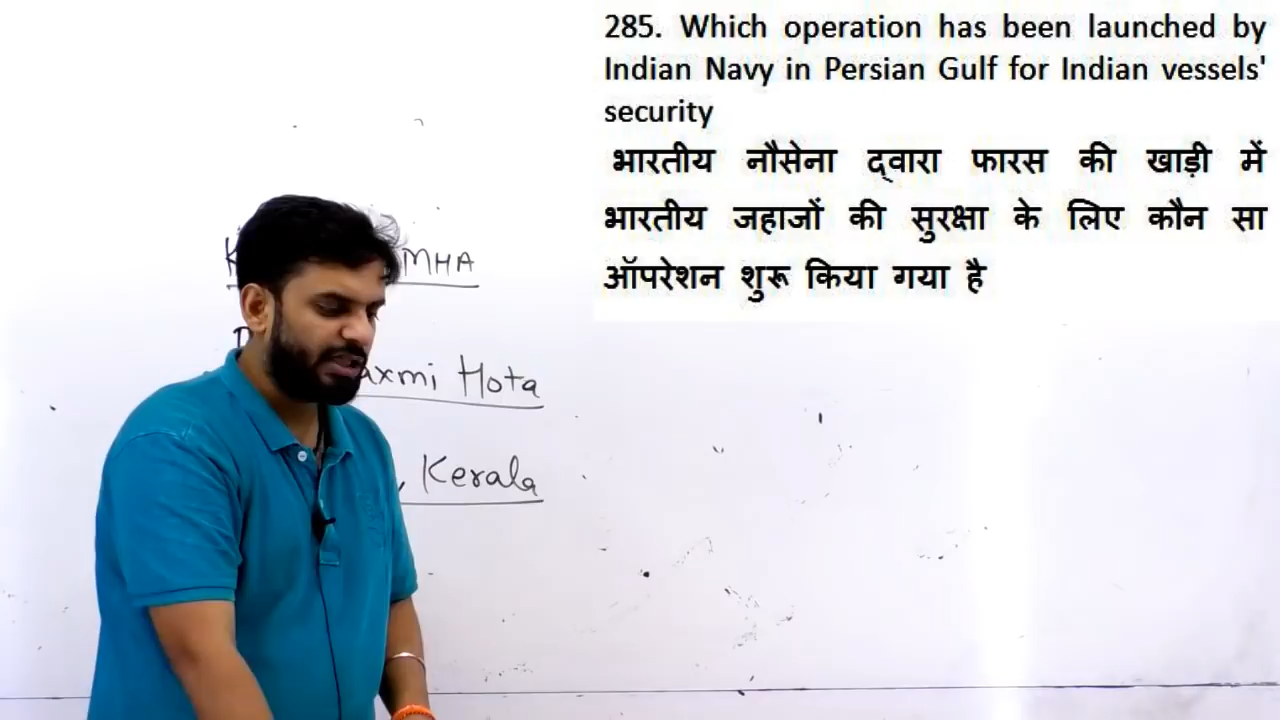 285. Which operation has been launched by
Indian Navy in Persian Gulf for Indian vessels'
security
भारतीय नौसेना द्वारा फारस की खाड़ी में
भारतीय जहाजों की सुरक्षा के लिए कौन सा
ऑपरेशन शुरू किया गया है
MHA
Hota
Kerala